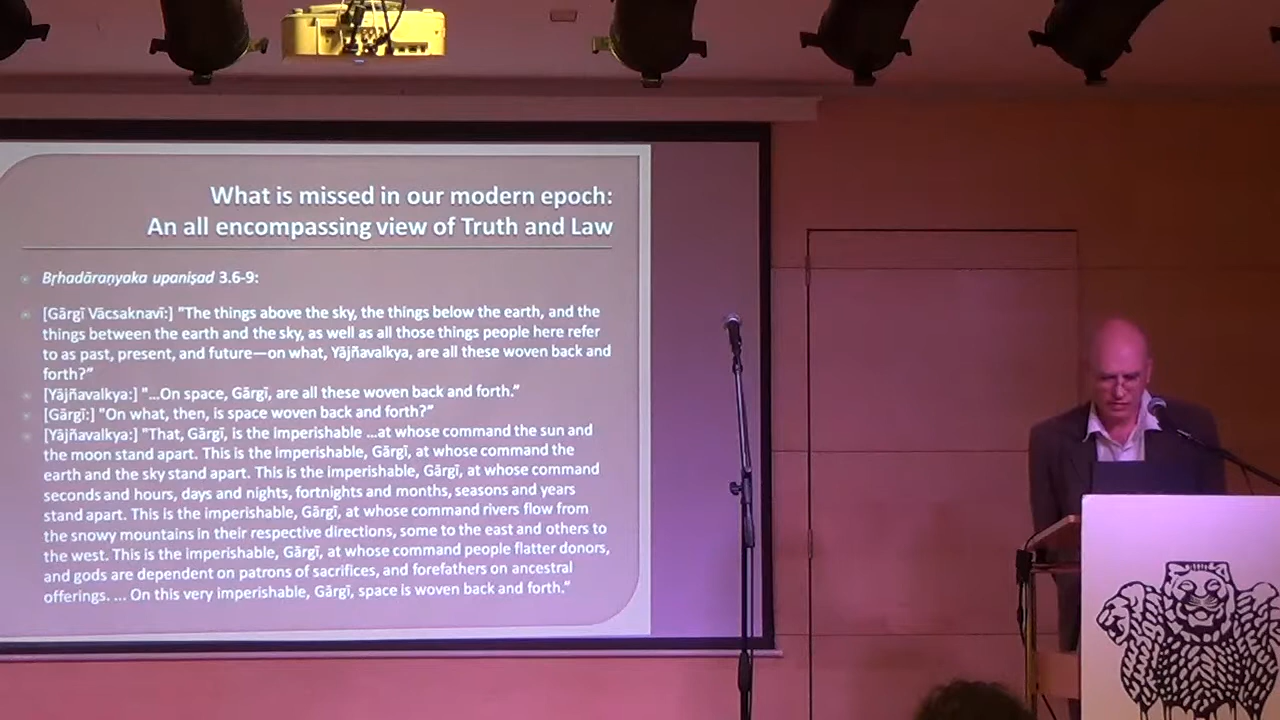 What is missed in our modern epoch:
An all encompassing view of Truth and Law
Bṛhadāraṇyaka upaniṣad 3.6-9:
[Gārgī Vācsaknavī:] "The things above the sky, the things below the earth, and the
things between the earth and the sky, as well as all those things people here refer
to as past, present, and future—on what, Yājñavalkya, are all these woven back and
forth?"
[Yājñavalkya:] "...On space, Gārgī, are all these woven back and forth."
[Gārgī:] "On what, then, is space woven back and forth?"
[Yājñavalkya:] "That, Gārgī, is the imperishable ...at whose command the sun and
the moon stand apart. This is the imperishable, Gārgī, at whose command the
earth and the sky stand apart. This is the imperishable, Gārgī, at whose command
seconds and hours, days and nights, fortnights and months, seasons and years
stand apart. This is the imperishable, Gārgī, at whose command rivers flow from
the snowy mountains in their respective directions, some to the east and others to
the west. This is the imperishable, Gārgī, at whose command people flatter donors,
and gods are dependent on patrons of sacrifices, and forefathers on ancestral
offerings. ... On this very imperishable, Gārgī, space is woven back and forth."